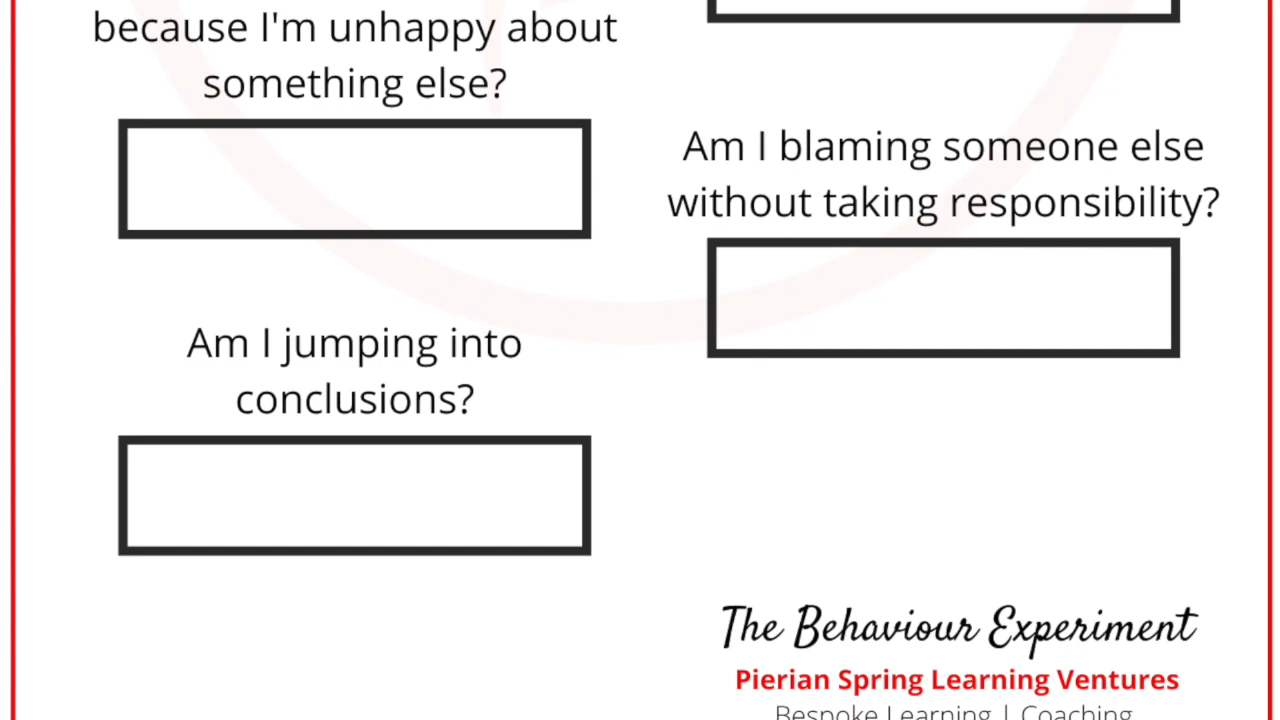 because I'm unhappy about
something else?
Am I jumping into
conclusions?
Am I blaming someone else
without taking responsibility?
The Behaviour Experiment
Pierian Spring Learning Ventures
Bespoke Learning | Coaching